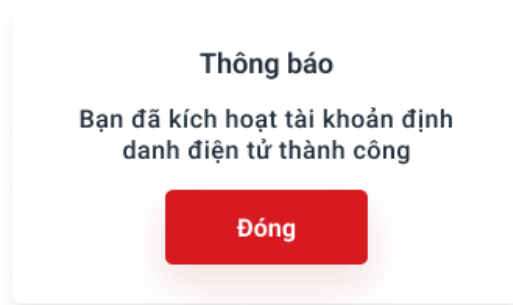 Thông báo
Bạn đã kích hoạt tài khoản định
danh điện tử thành công
Đóng